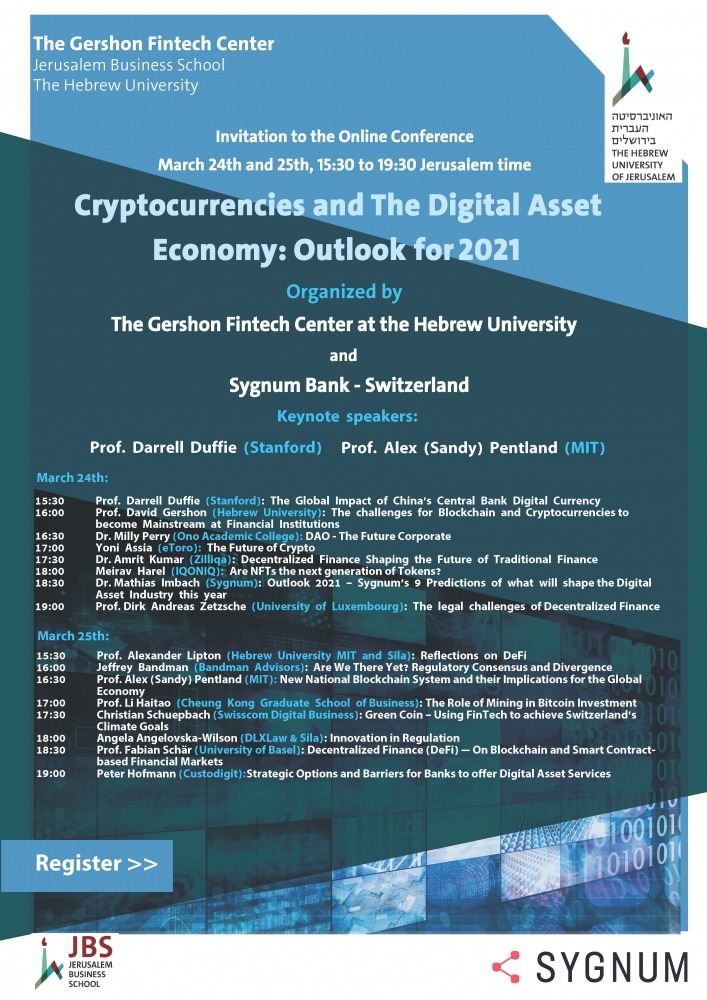 The Gershon Fintech Center
Jerusalem Business School
The Hebrew University
האוניברסיטה
העברית
בירושלים
THE HEBREW
UNIVERSITY
OF JERUSALEM
Invitation to the Online Conference
March 24th and 25th, 15:30 to 19:30 Jerusalem time
Cryptocurrencies and The Digital Asset
Economy: Outlook for 2021
Organized by
The Gershon Fintech Center at the Hebrew University
and
Sygnum Bank - Switzerland
Keynote speakers:
Prof. Darrell Duffie (Stanford) Prof. Alex (Sandy) Pentland (MIT)
March 24th:
15:30 Prof. Darrell Duffie (Stanford): The Global Impact of China's Central Bank Digital Currency
16:00 Prof. David Gershon (Hebrew University): The challenges for Blockchain and Cryptocurrencies to
become Mainstream at Financial Institutions
16:30 Dr. Milly Perry (Ono Academic College): DAO - The Future Corporate
17:00 Yoni Assia (eToro): The Future of Crypto
17:30 Dr. Amrit Kumar (Zilliqa): Decentralized Finance Shaping the Future of Traditional Finance
18:00 Meirav Harel (IQONIQ): Are NFTs the next generation of Tokens?
18:30 Dr. Mathias Imbach (Sygnum): Outlook 2021 – Sygnum's 9 Predictions of what will shape the Digital
Asset Industry this year
19:00 Prof. Dirk Andreas Zetzsche (University of Luxembourg): The legal challenges of Decentralized Finance
March 25th:
15:30 Prof. Alexander Lipton (Hebrew University MIT and Sila): Reflections on DeFi
16:00 Jeffrey Bandman (Bandman Advisors): Are We There Yet? Regulatory Consensus and Divergence
16:30 Prof. Alex (Sandy) Pentland (MIT): New National Blockchain System and their Implications for the Global
Economy
17:00 Prof. Li Haitao (Cheung Kong Graduate School of Business): The Role of Mining in Bitcoin Investment
17:30 Christian Schuepbach (Swisscom Digital Business): Green Coin – Using FinTech to achieve Switzerland's
Climate Goals
18:00 Angela Angelovska-Wilson (DLXLaw & Sila): Innovation in Regulation
18:30 Prof. Fabian Schär (University of Basel): Decentralized Finance (DeFi) — On Blockchain and Smart Contract-
based Financial Markets
19:00 Peter Hofmann (Custodigit):Strategic Options and Barriers for Banks to offer Digital Asset Services
Register >>
JBS
JERUSALEM
BUSINESS
SCHOOL
SYGNUM